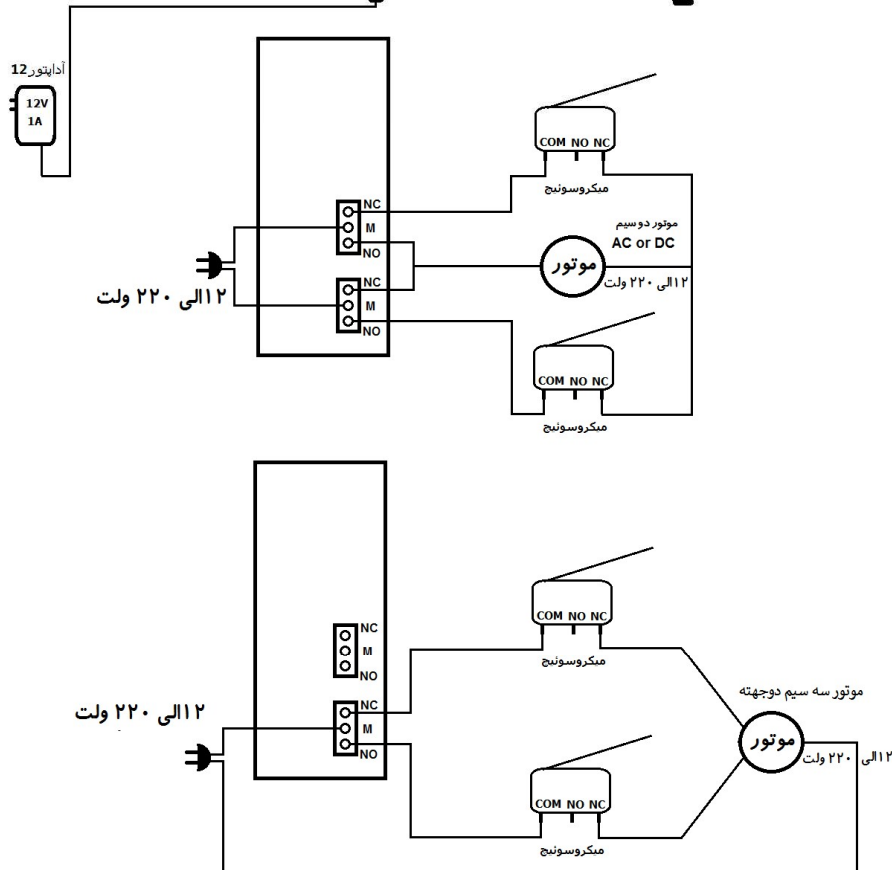 آداپتور 12
12V
1A
COM NO NC
میکروسوئیچ
NC
M
NO
موتور دو سیم
AC or DC
موتور
۱۲الی ۲۲۰ ولت
NC
M
NO
۱۲الی ۲۲۰ ولت
COM NO NC
میکروسوئیچ
COM NO NC
میکروسوئیچ
NC
M
NO
موتور سه سیم دوجهته
NC
M
NO
۱۲الی ۲۲۰ ولت
موتور
۱۲الی ۲۲۰ ولت
COM NO NC
میکروسوئیچ